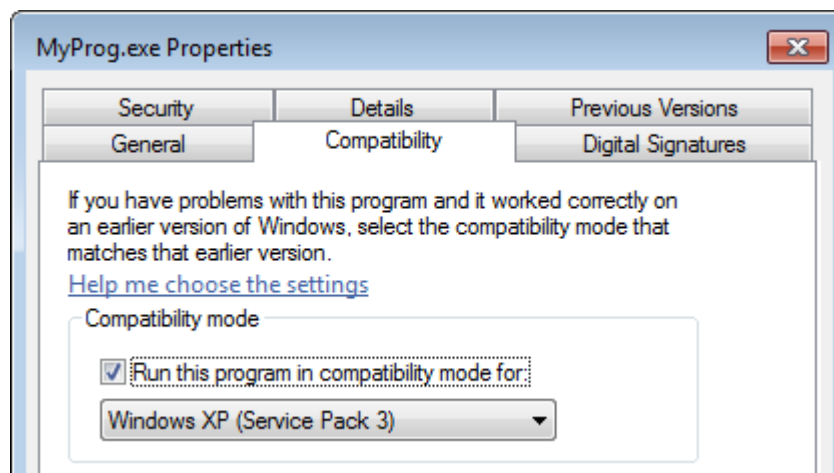 MyProg.exe Properties
Security Details Previous Versions
General Compatibility Digital Signatures
If you have problems with this program and it worked correctly on
an earlier version of Windows, select the compatibility mode that
matches that earlier version.
Help me choose the settings
Compatibility mode
Run this program in compatibility mode for:
Windows XP (Service Pack 3)